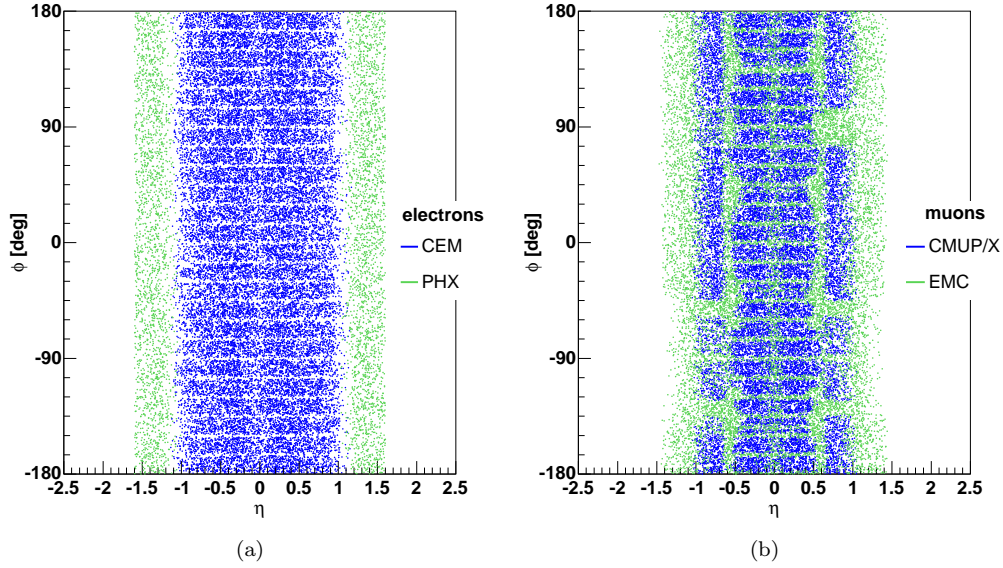 180
90
0
-90
-180
ϕ [deg]
electrons
CEM
PHX
-2.5 -2 -1.5 -1 -0.5 0 0.5 1 1.5 2 2.5
η
(a)
180
90
0
-90
-180
ϕ [deg]
muons
CMUP/X
EMC
-2.5 -2 -1.5 -1 -0.5 0 0.5 1 1.5 2 2.5
η
(b)